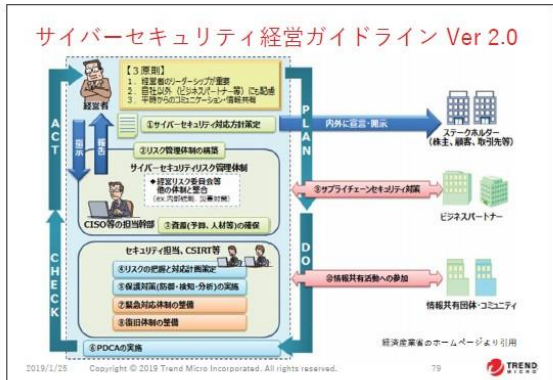 サイバーセキュリティ経営ガイドライン Ver 2.0
【３原則】
１．経営者のリーダーシップが重要
２．自社以外（ビジネスパートナー等）にも配慮
３．平時からのコミュニケーション・情報共有
経営者
ACT
PLAN
①サイバーセキュリティ対応方針策定
内外に宣言・開示
ステークホルダー
(株主、顧客、取引先等)
指示
報告
②リスク管理体制の構築
サイバーセキュリティリスク管理体制
◆経営リスク委員会等
他の体制と整合
(ex.内部統制、災害対策)
⑨サプライチェーンセキュリティ対策
ビジネスパートナー
CISO等の担当幹部
③資源(予算、人材等)の確保
CHECK
DO
セキュリティ担当、CSIRT等
④リスクの把握と対応計画策定
⑤保護対策(防御・検知・分析)の実施
⑦緊急対応体制の整備
⑧復旧体制の整備
⑩情報共有活動への参加
情報共有団体・コミュニティ
⑥PDCAの実施
経済産業省のホームページより引用
2019/1/25
Copyright © 2019 Trend Micro Incorporated. All rights reserved.
79
TREND
MICRO